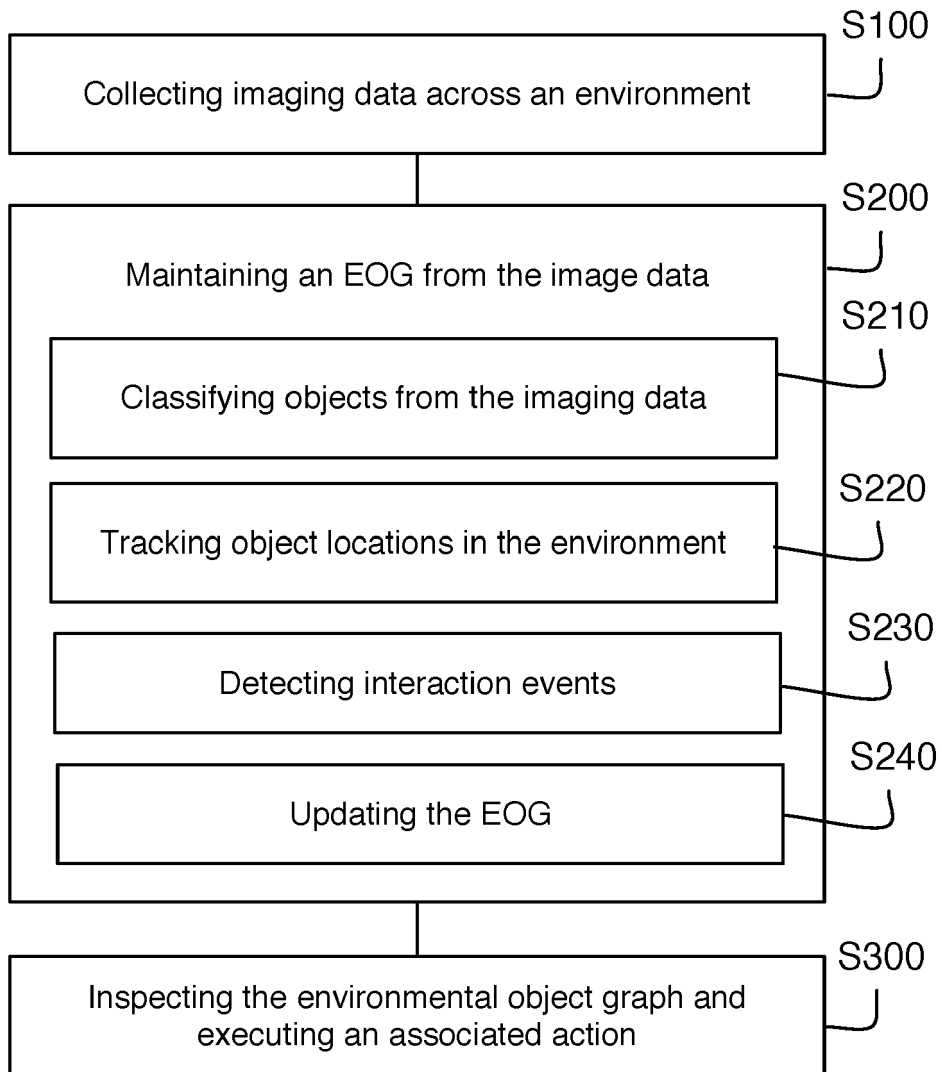 S100
Collecting imaging data across an environment
S200
Maintaining an EOG from the image data
S210
Classifying objects from the imaging data
S220
Tracking object locations in the environment
S230
Detecting interaction events
S240
Updating the EOG
S300
Inspecting the environmental object graph and
executing an associated action